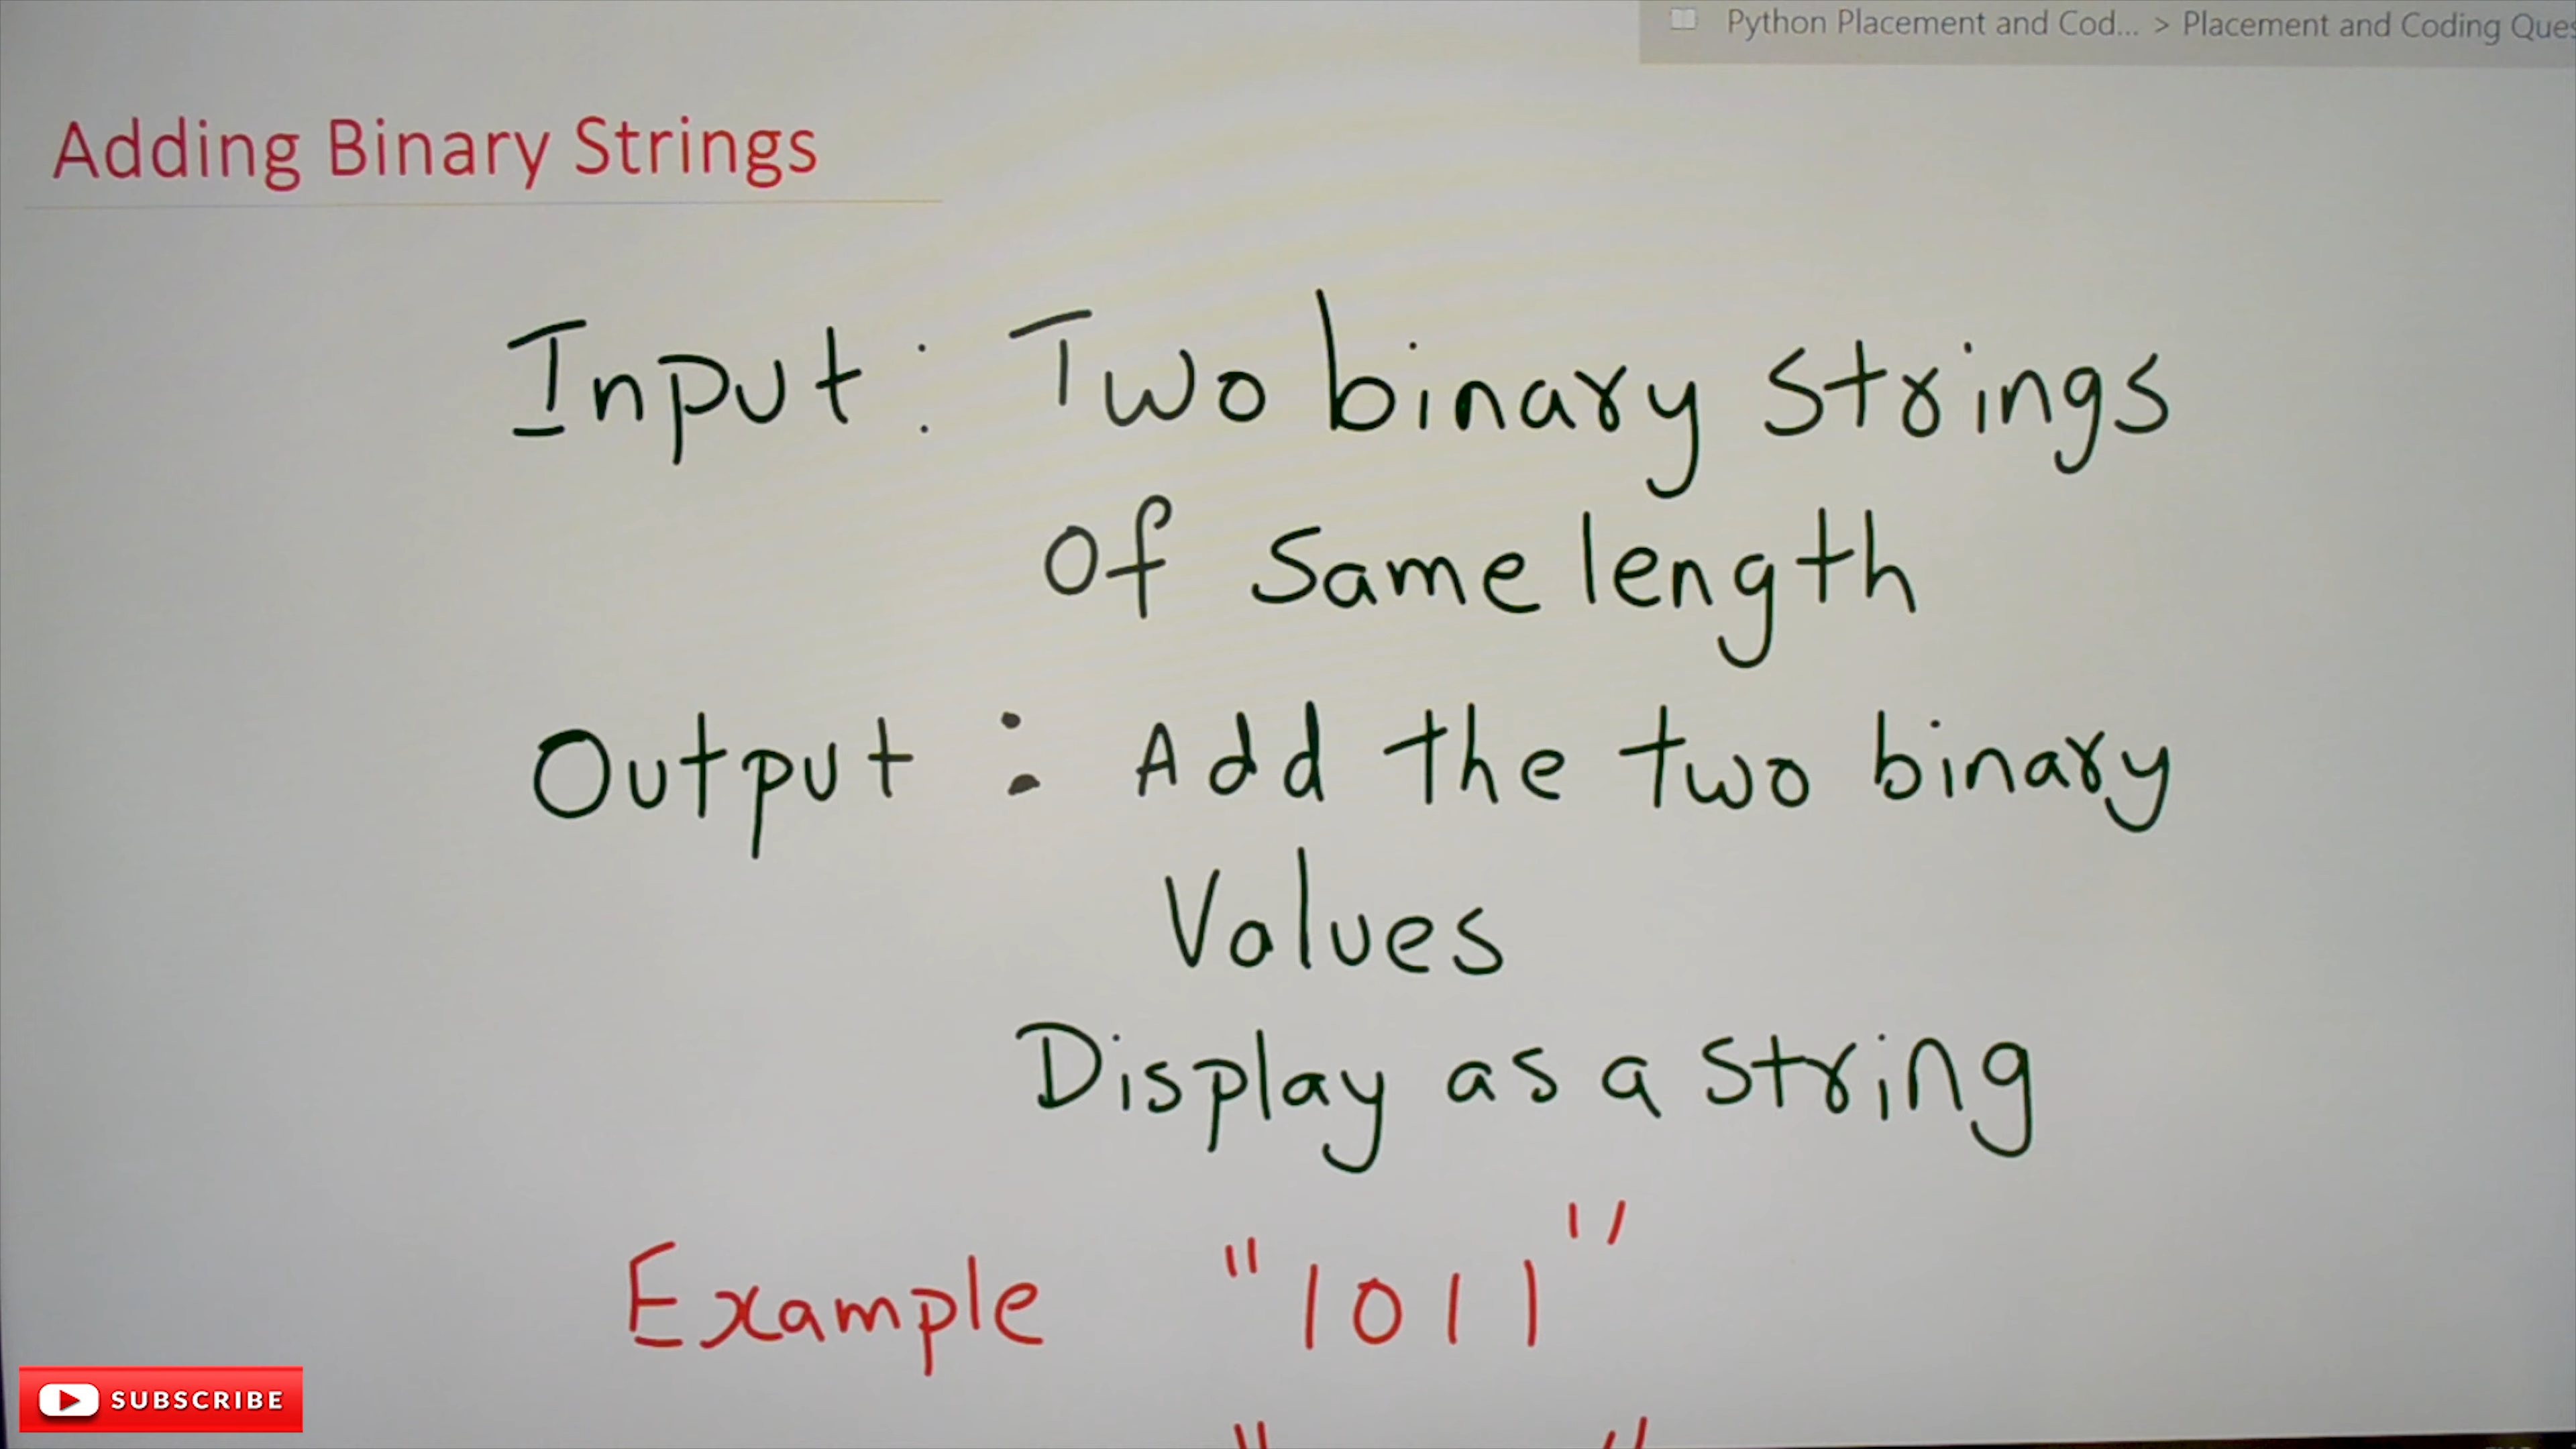 Python Placement and Cod... > Placement and Coding Ques
Adding Binary Strings
Input : Two binary strings
of same length
Output : Add the two binary
Values
Display as a string
Example "1011"
SUBSCRIBE